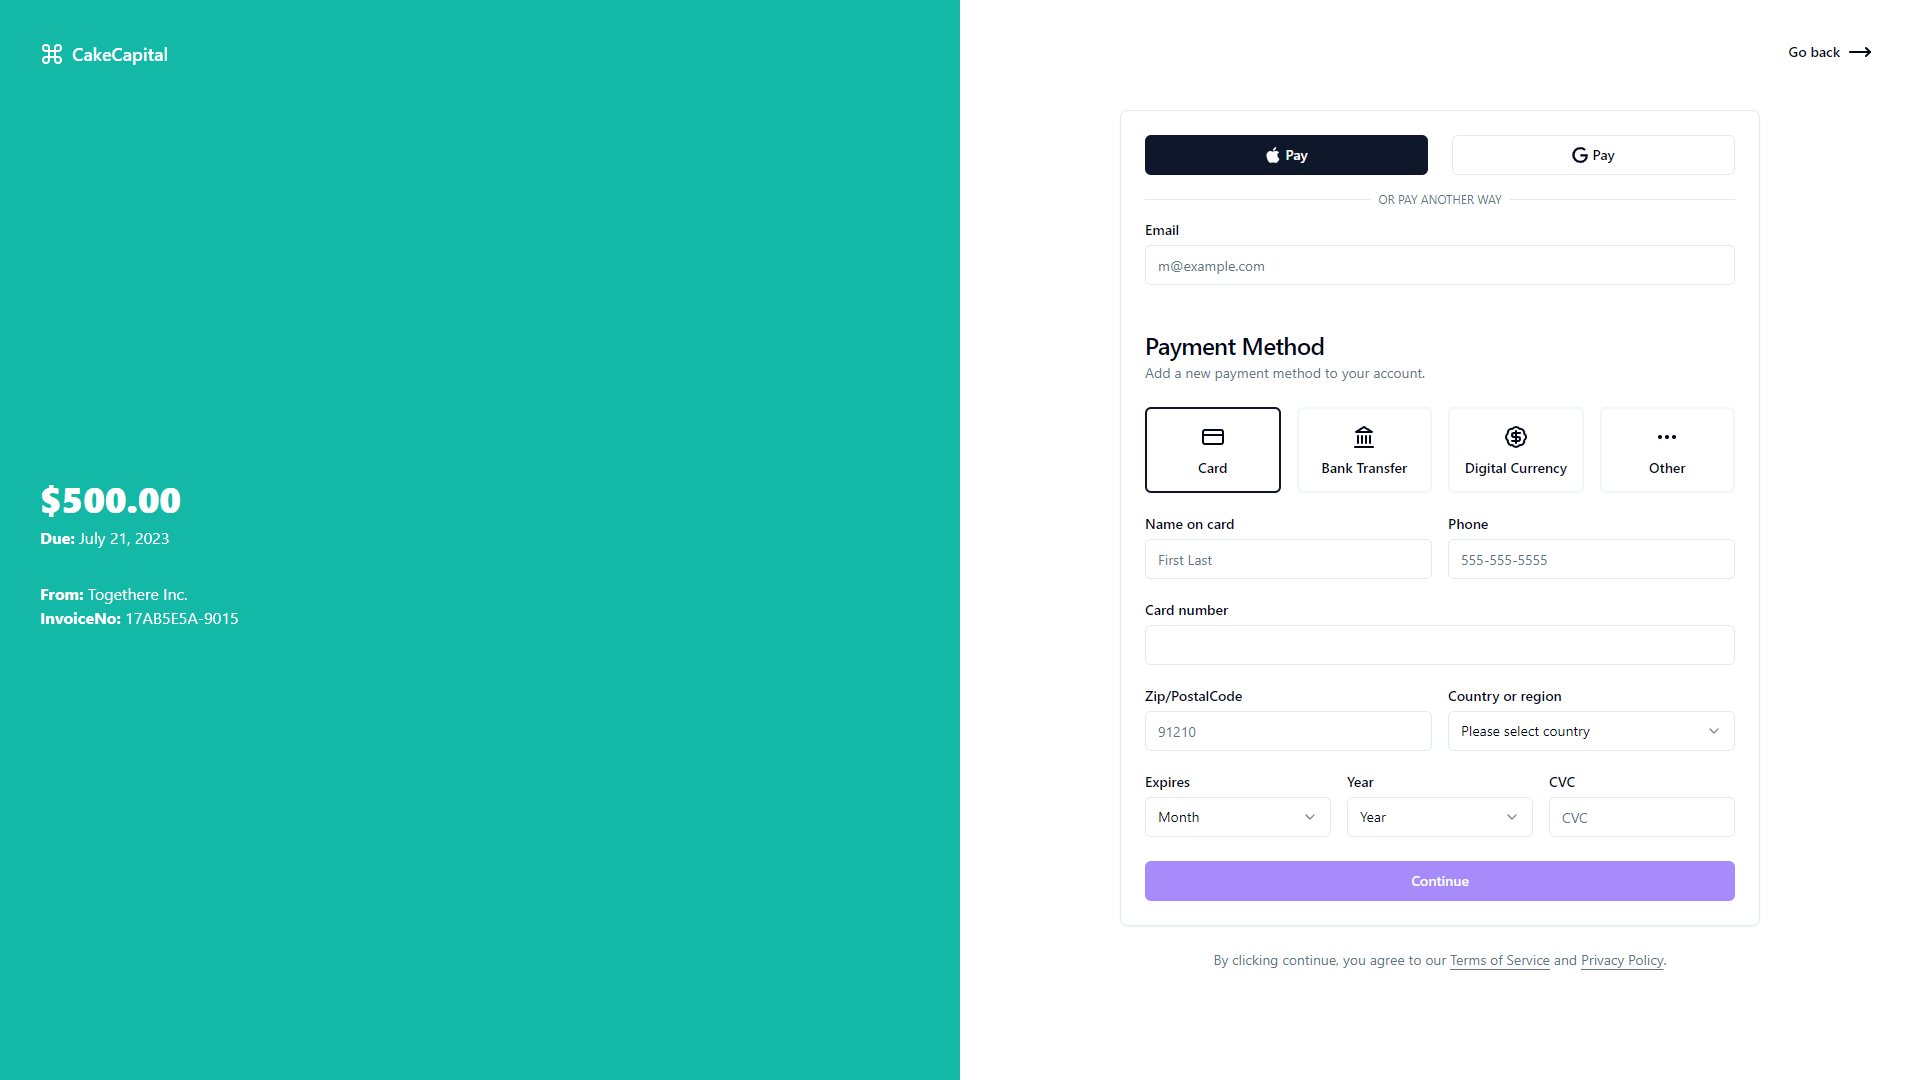 CakeCapital
$500.00
Due: July 21, 2023
From: Togethere Inc.
InvoiceNo: 17AB5E5A-9015
Go back
Pay
Pay
OR PAY ANOTHER WAY
Email
m@example.com
Payment Method
Add a new payment method to your account.
Card
Bank Transfer
Digital Currency
Other
Name on card
Phone
First Last
555-555-5555
Card number
Zip/PostalCode
Country or region
91210
Please select country
Expires
Year
CVC
Month
Year
CVC
Continue
By clicking continue, you agree to our Terms of Service and Privacy Policy.